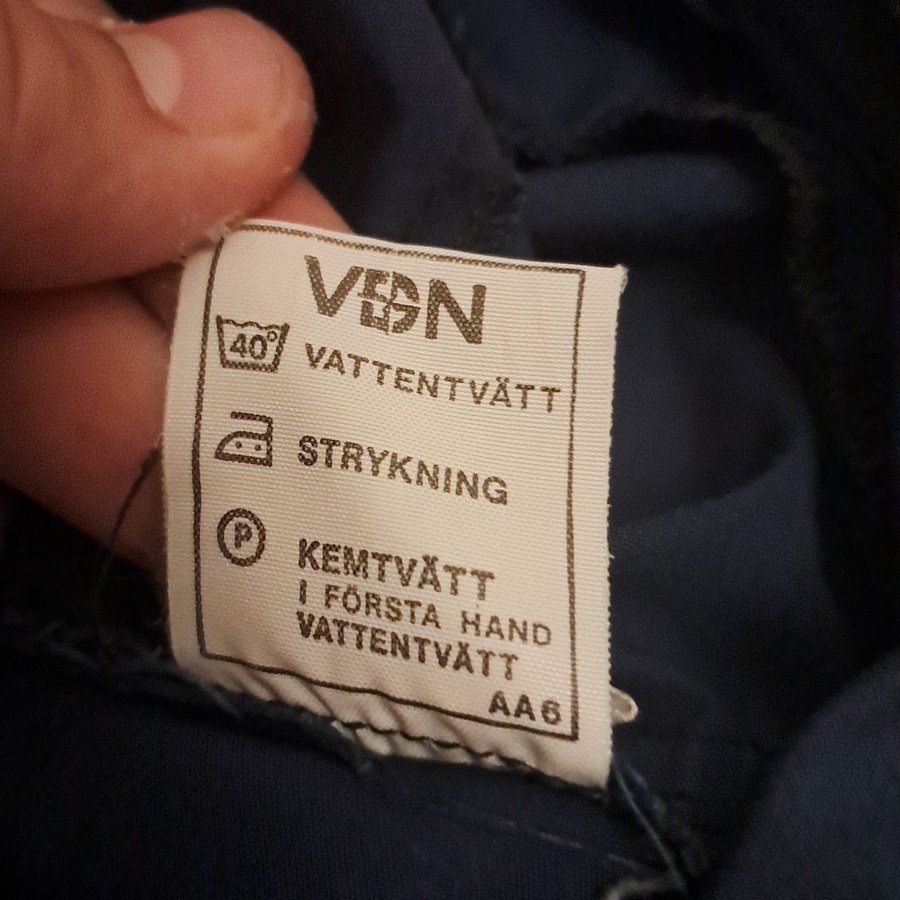 VDN
40°
VATTENTVÄTT
STRYKNING
P
KEMTVÄTT
I FÖRSTA HAND
VATTENTVÄTT
AA6